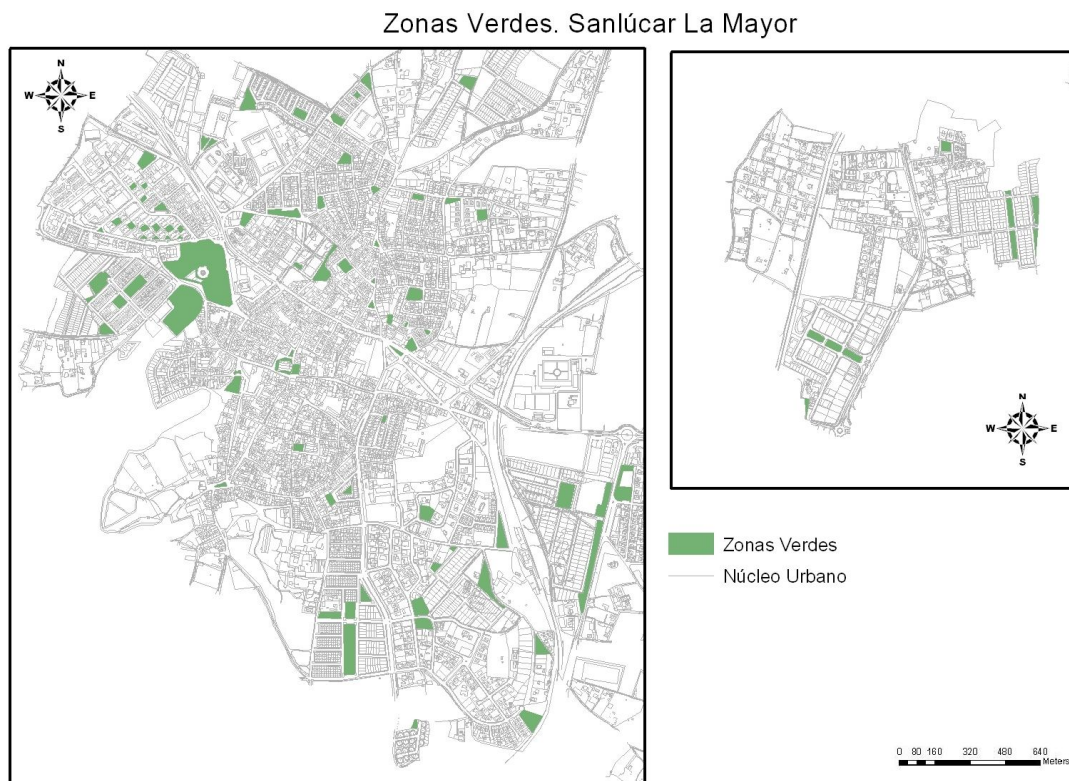 Zonas Verdes. Sanlúcar La Mayor
N
W E
S
N
W E
S
Zonas Verdes
Núcleo Urbano
0 80 160 320 480 640
Meters